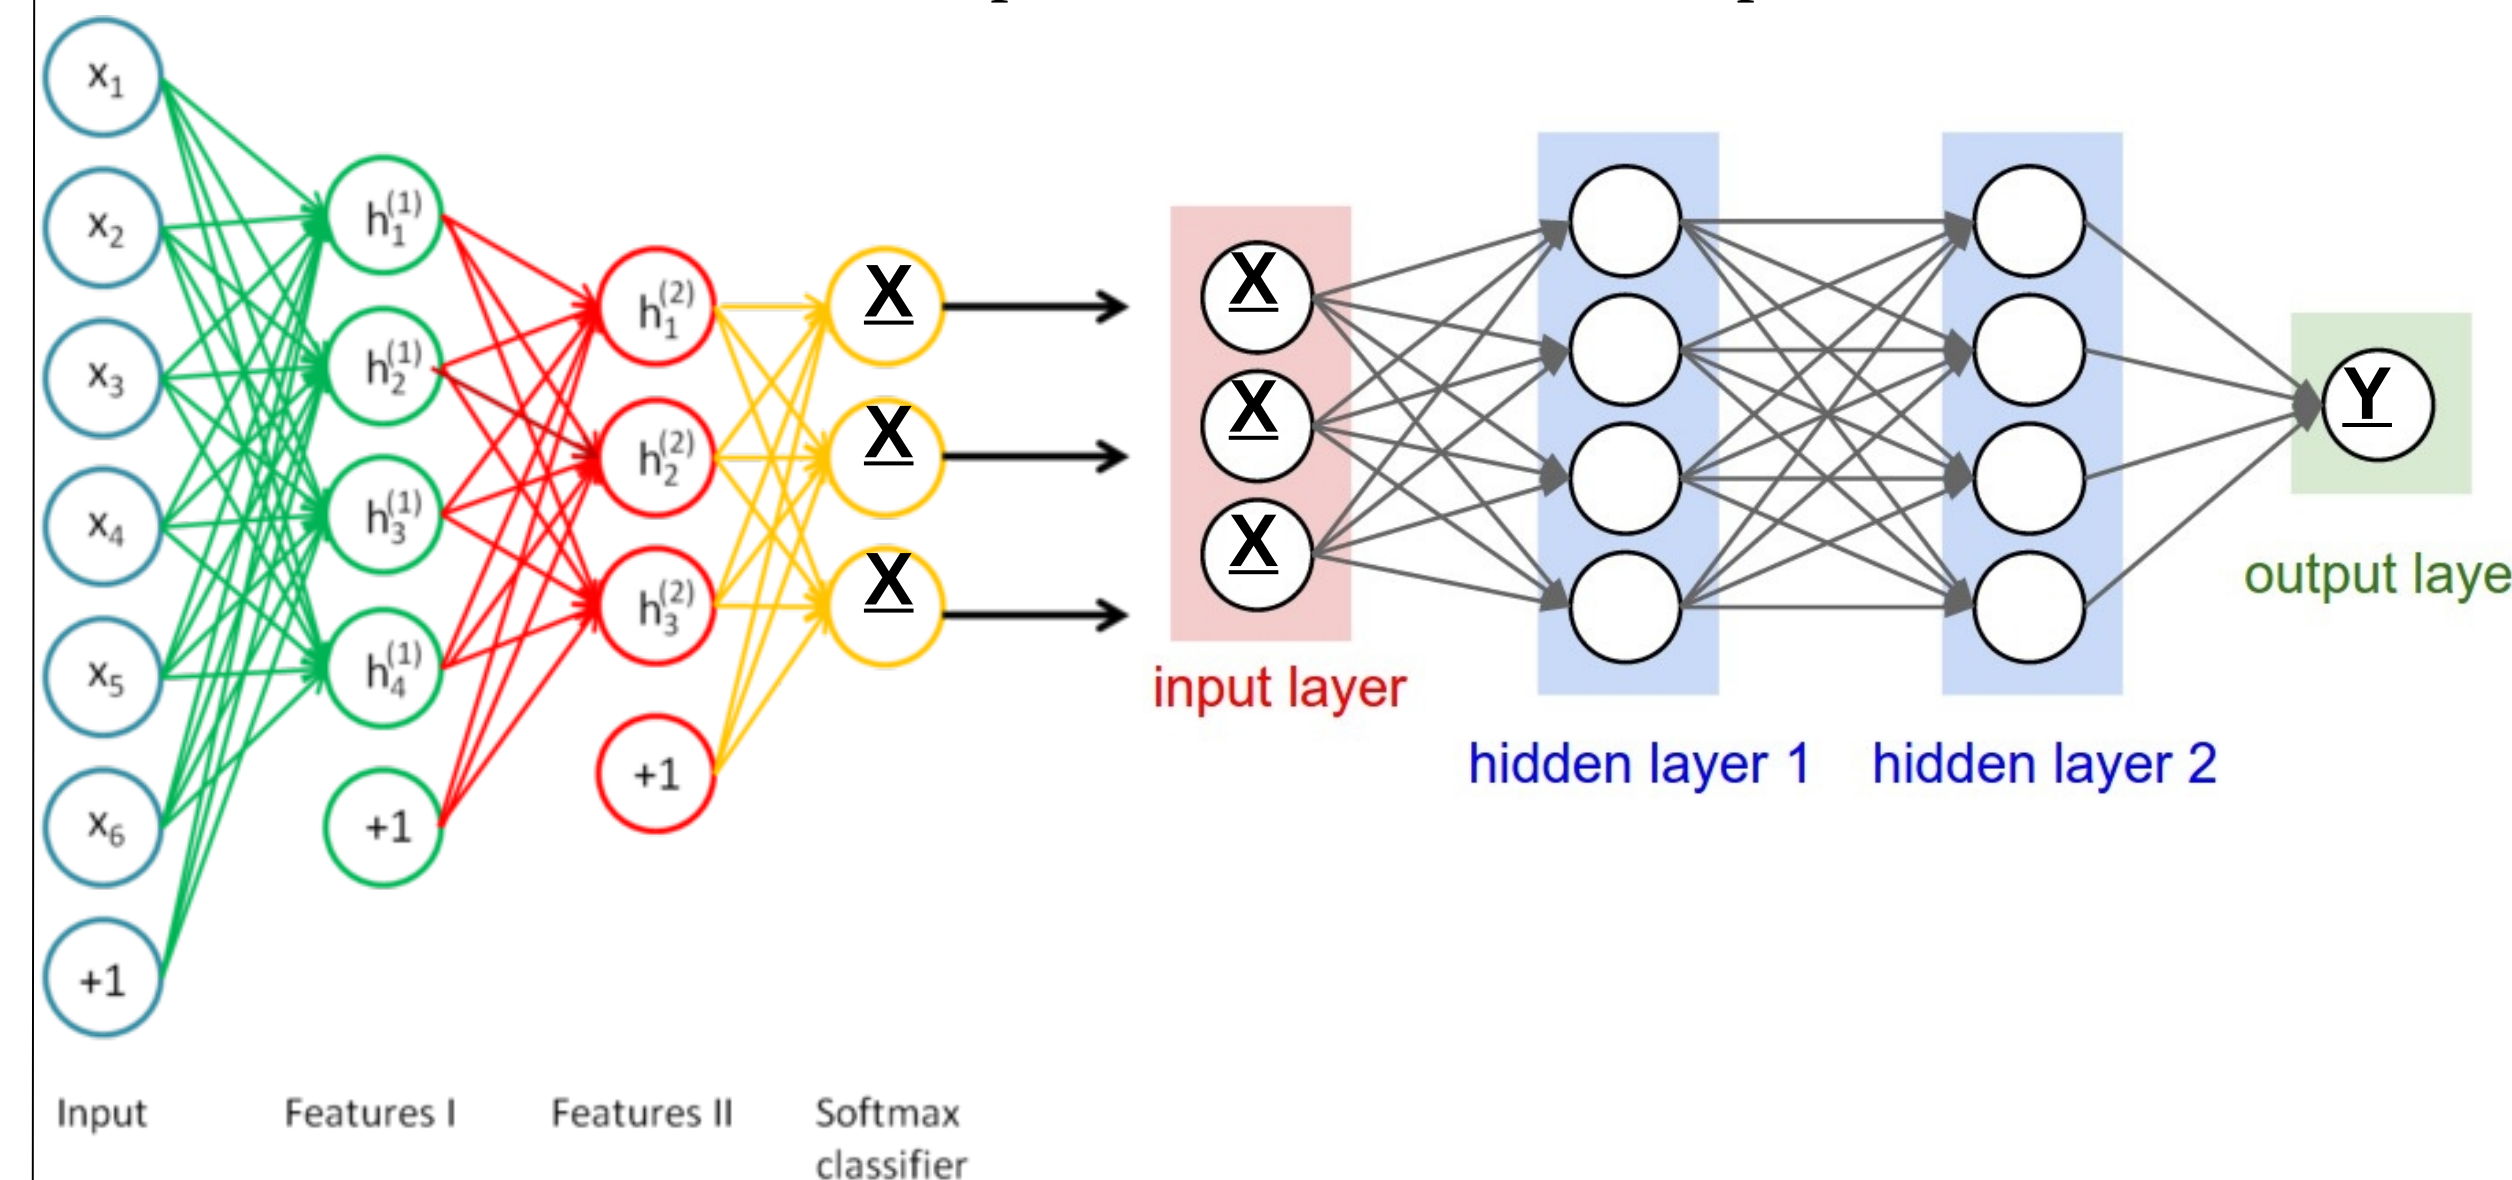 x1
x2
x3
x4
x5
x6
+1
h1(1)
h2(1)
h3(1)
h4(1)
+1
h1(2)
h2(2)
h3(2)
+1
X
X
X
Input
Features I
Features II
Softmax
classifier
X
X
X
input layer
hidden layer 1
hidden layer 2
Y
output laye